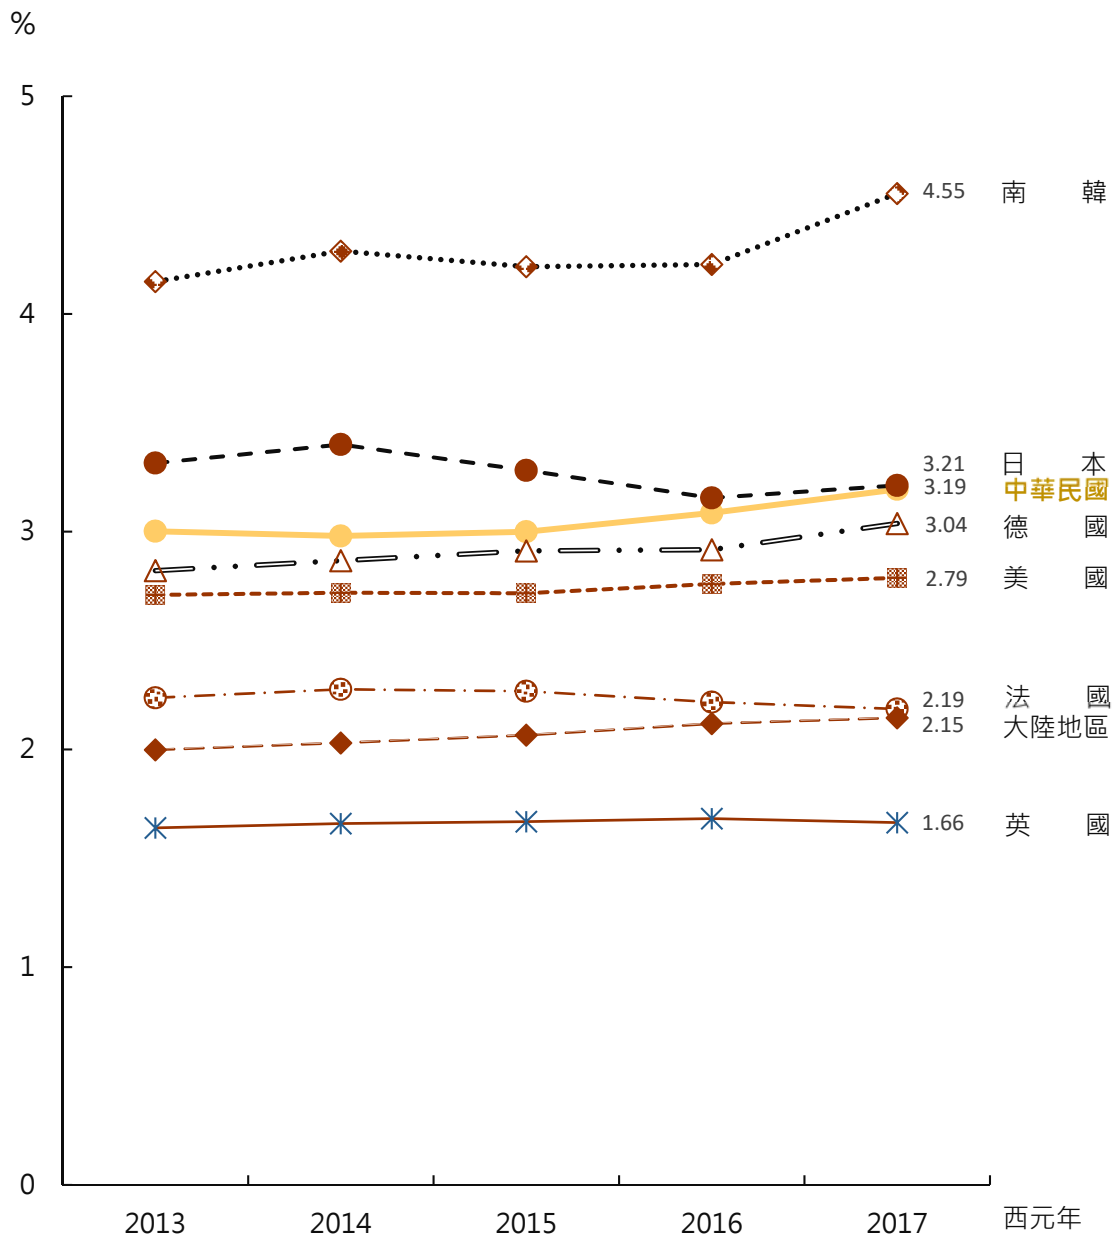 %
5
4.55 南韓
4
3.21 日本
3.19 中華民國
3
3.04 德國
2.79 美國
2.19 法國
2.15 大陸地區
2
1.66 英國
1
0
2013 2014 2015 2016 2017 西元年